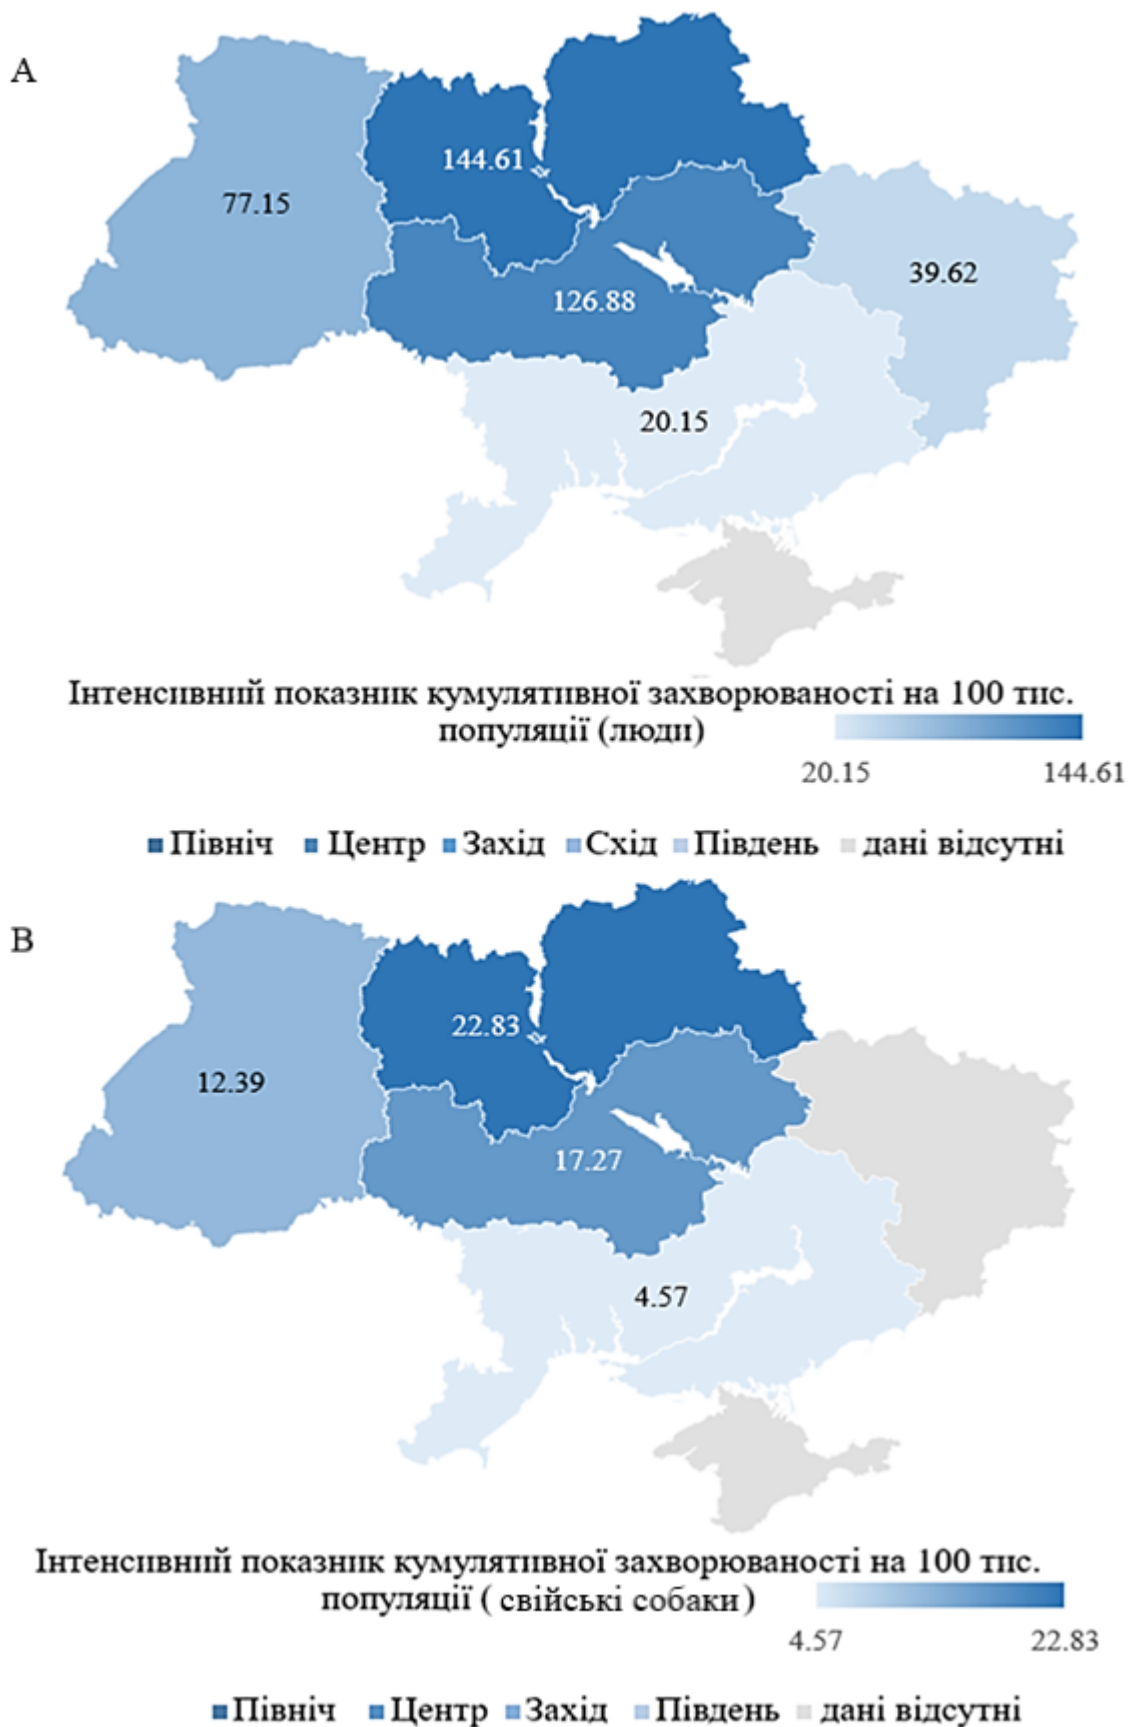 A
144.61
77.15
39.62
126.88
20.15
Інтенсивний показник кумулятивної захворюваності на 100 тис.
популяції (люди)
20.15 144.61
Північ Центр Захід Схід Південь дані відсутні
B
22.83
12.39
17.27
4.57
Інтенсивний показник кумулятивної захворюваності на 100 тис.
популяції ( свійські собаки )
4.57 22.83
Північ Центр Захід Південь дані відсутні